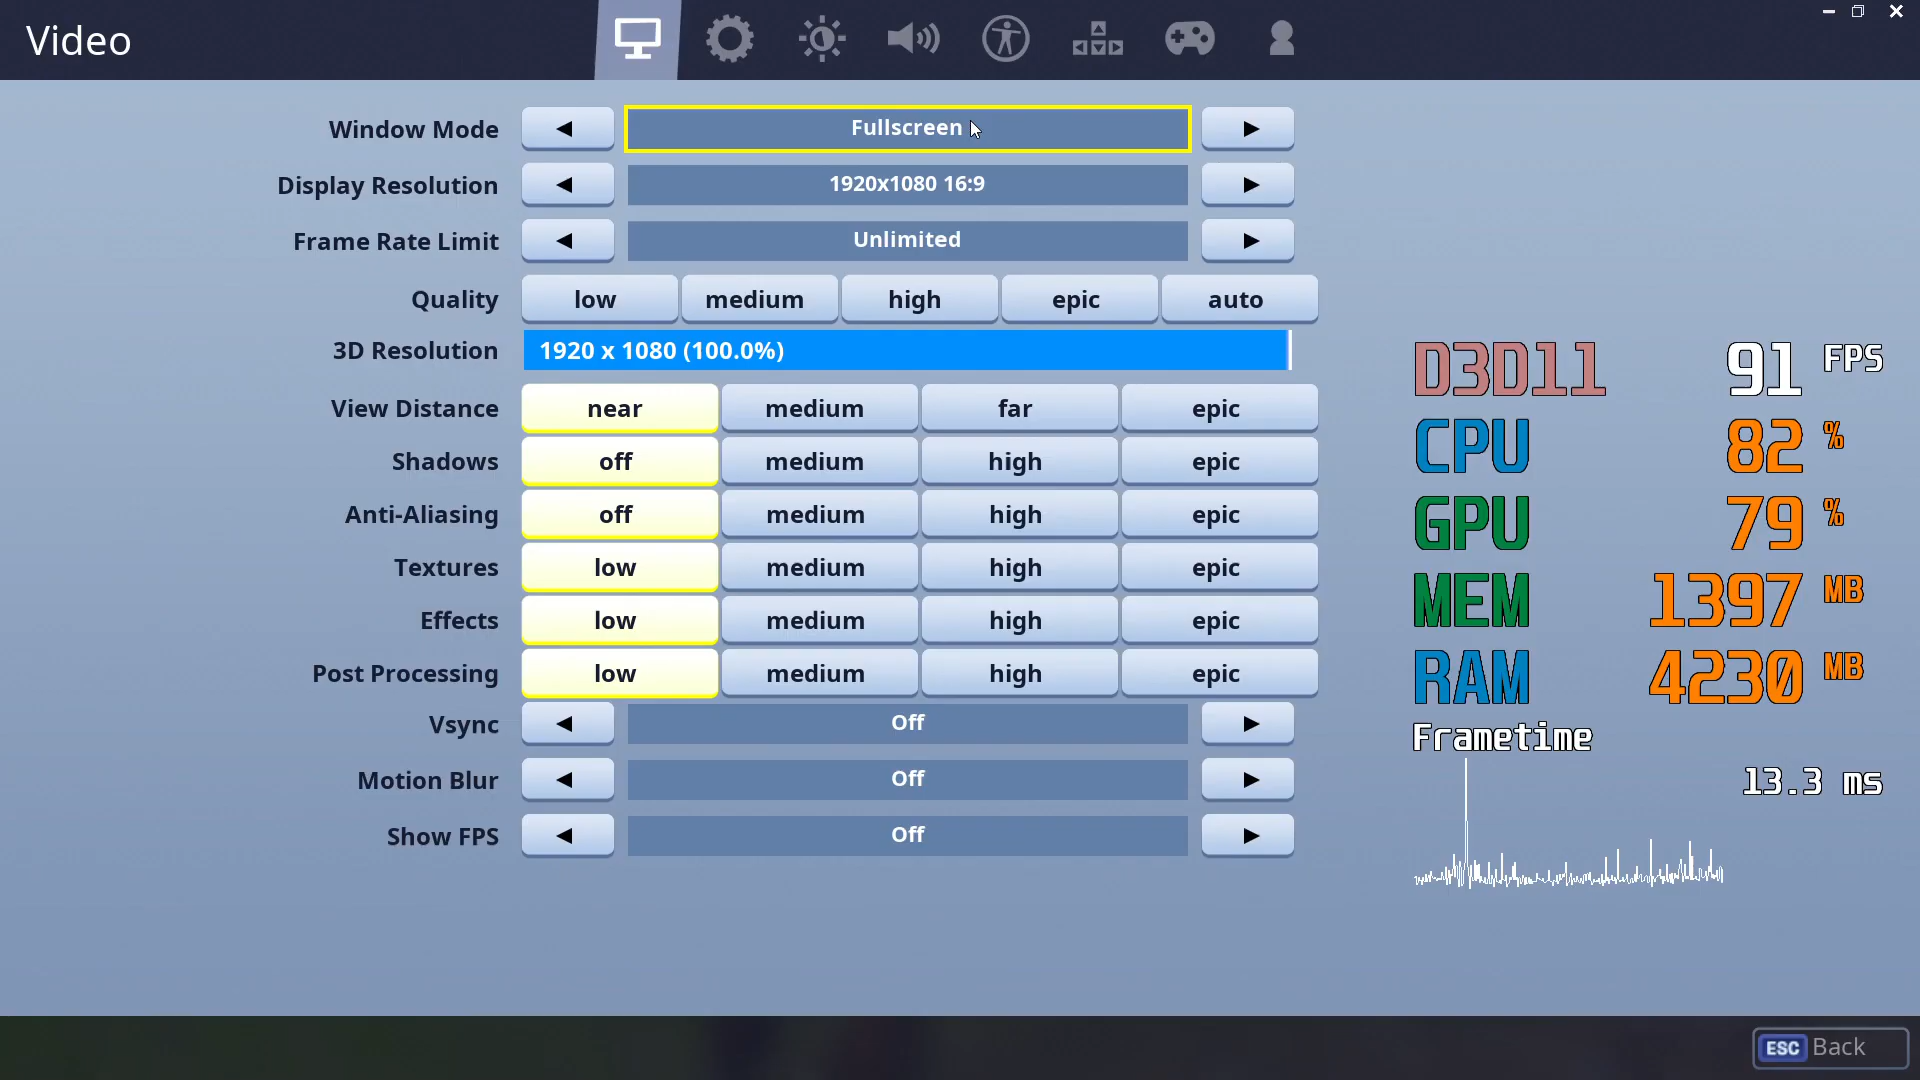 Video
Window Mode Fullscreen
Display Resolution 1920x1080 16:9
Frame Rate Limit Unlimited
Quality low medium high epic auto
3D Resolution 1920 x 1080 (100.0%)
View Distance near medium far epic
Shadows off medium high epic
Anti-Aliasing off medium high epic
Textures low medium high epic
Effects low medium high epic
Post Processing low medium high epic
Vsync Off
Motion Blur Off
Show FPS Off
D3D11 91 FPS
CPU 82 %
GPU 79 %
MEM 1397 MB
RAM 4230 MB
Frametime
13.3 ms
ESC Back